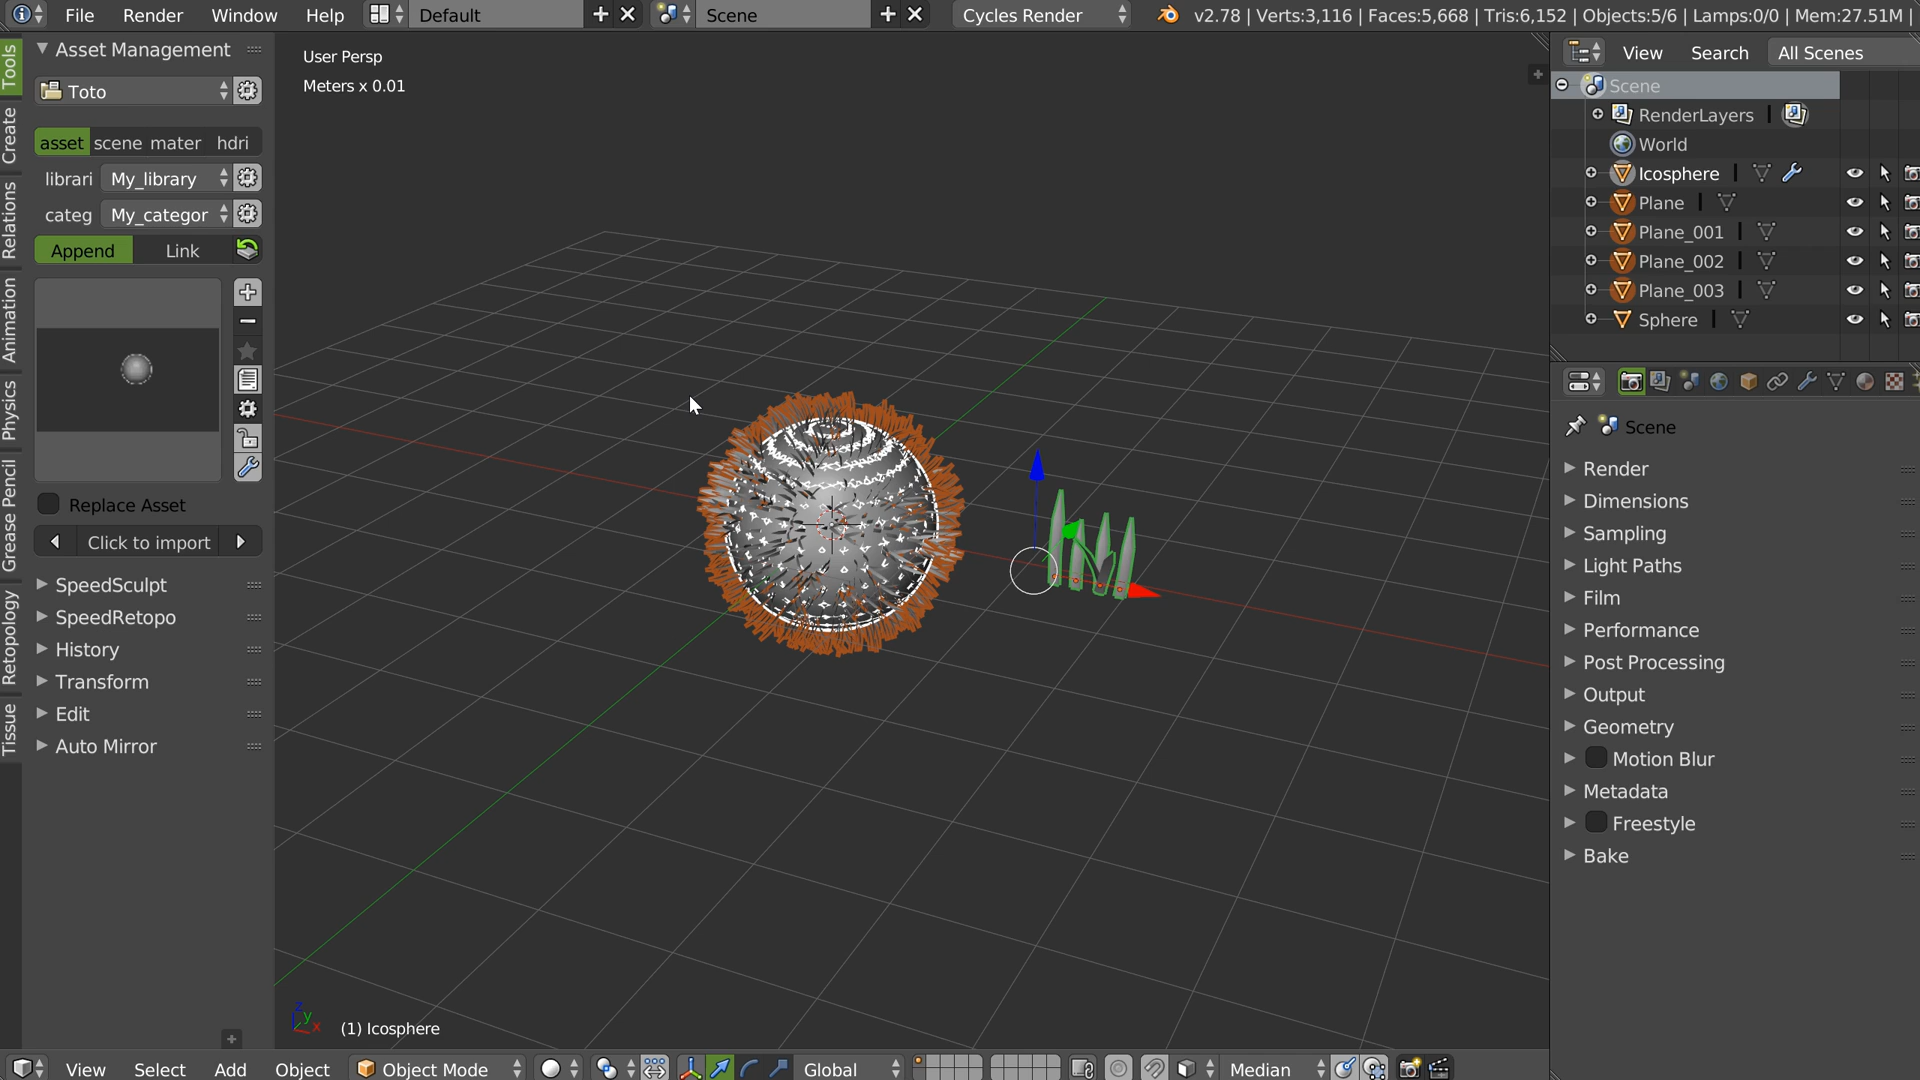 File Render Window Help Default Scene Cycles Render v2.78 | Verts:3,116 | Faces:5,668 | Tris:6,152 | Objects:5/6 | Lamps:0/0 | Mem:27.51M |
Tools
Create
Relations
Animation
Physics
Grease Pencil
Retopology
Tissue
Asset Management
Toto
asset scene mater hdri
librari My_library
categ My_categor
Append Link
Replace Asset
Click to import
SpeedSculpt
SpeedRetopo
History
Transform
Edit
Auto Mirror
User Persp
Meters x 0.01
z
y
x
(1) Icosphere
View Select Add Object Object Mode Global Median
View Search All Scenes
Scene
RenderLayers |
World
Icosphere |
Plane |
Plane_001 |
Plane_002 |
Plane_003 |
Sphere |
Scene
Render
Dimensions
Sampling
Light Paths
Film
Performance
Post Processing
Output
Geometry
Motion Blur
Metadata
Freestyle
Bake